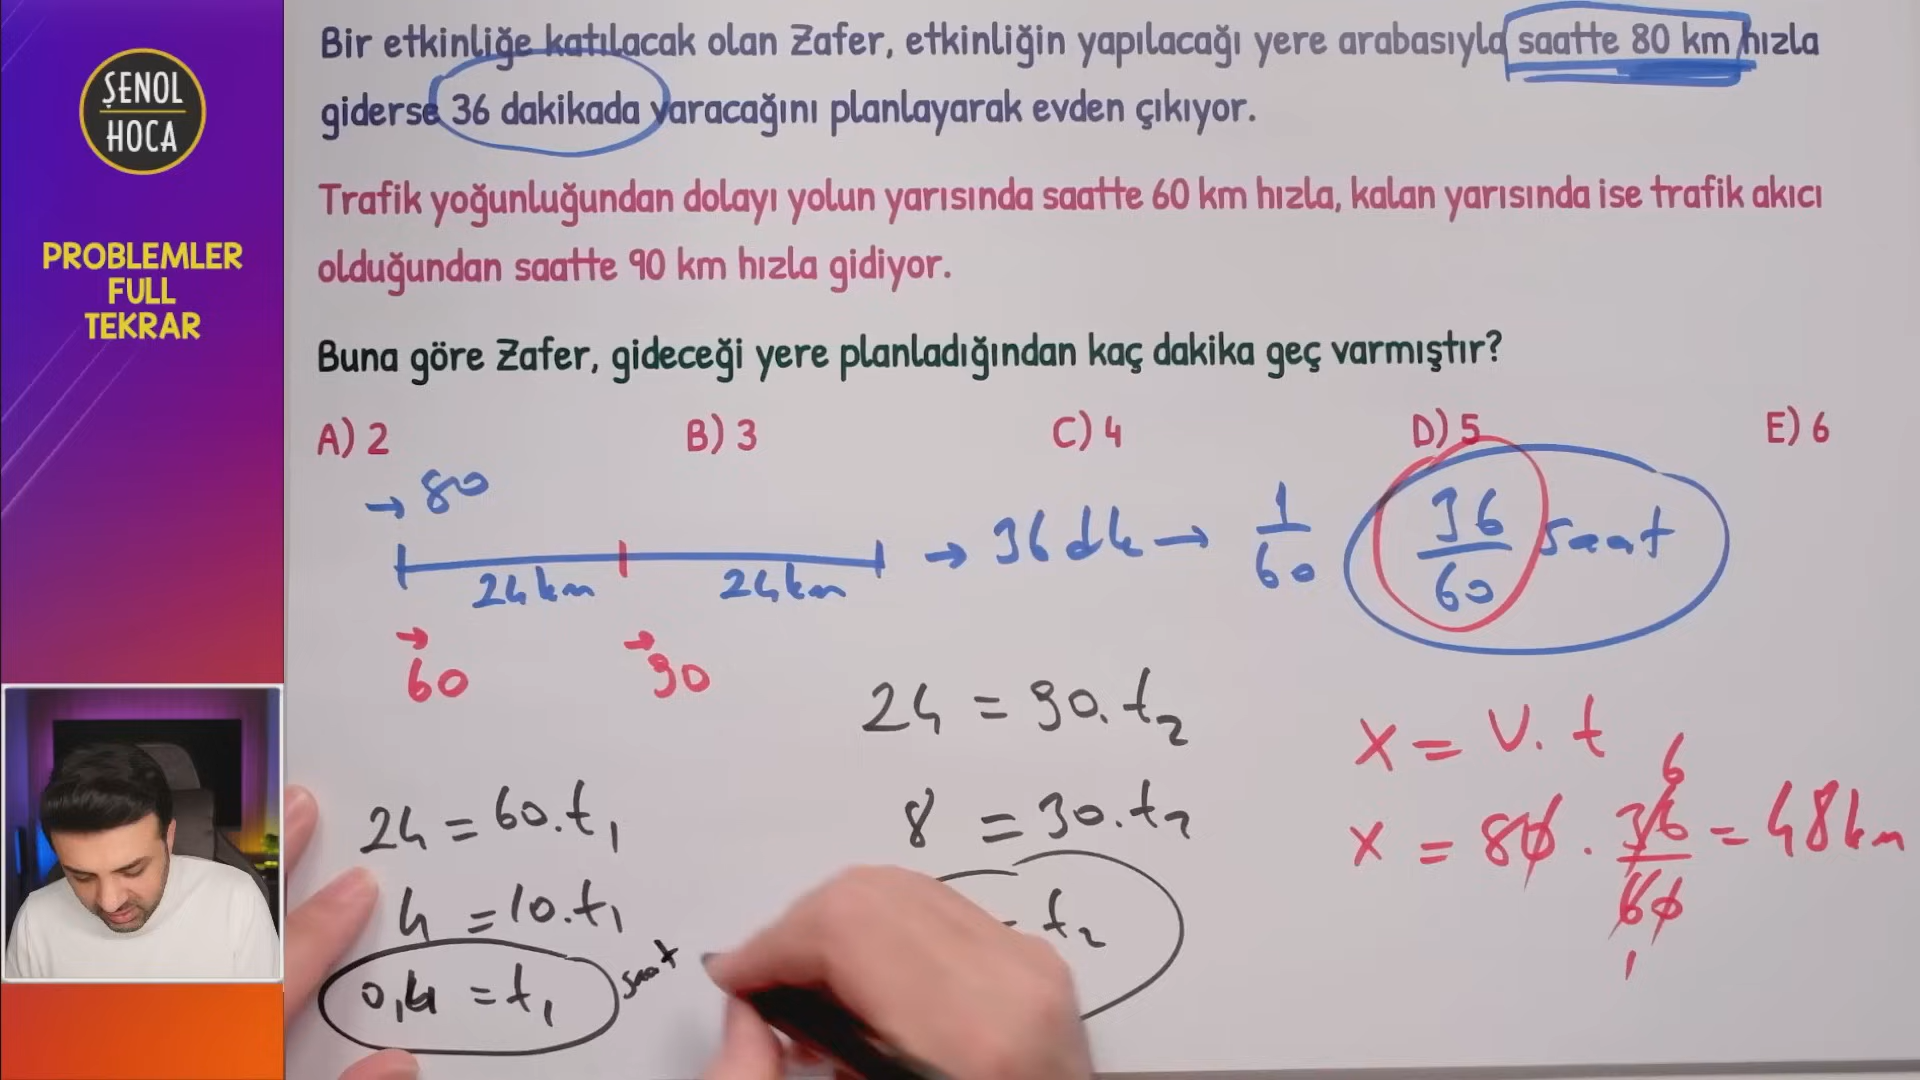 ŞENOL
HOCA
PROBLEMLER
FULL
TEKRAR
Bir etkinliğe katılacak olan Zafer, etkinliğin yapılacağı yere arabasıyla saatte 80 km hızla
giderse 36 dakikada varacağını planlayarak evden çıkıyor.
Trafik yoğunluğundan dolayı yolun yarısında saatte 60 km hızla, kalan yarısında ise trafik akıcı
olduğundan saatte 90 km hızla gidiyor.
Buna göre Zafer, gideceği yere planladığından kaç dakika geç varmıştır?
A) 2 B) 3 C) 4 D) 5 E) 6
→ 80
24 km 24 km → 36 dk → 1/60 36/60 saat
→ 60 → 90
24 = 60.t1
4 = 10.t1
0,4 = t1 saat
24 = 90.t2
8 = 30.t2
= t2
x = v.t
x = 80 . 36/60 = 48 km
6
1